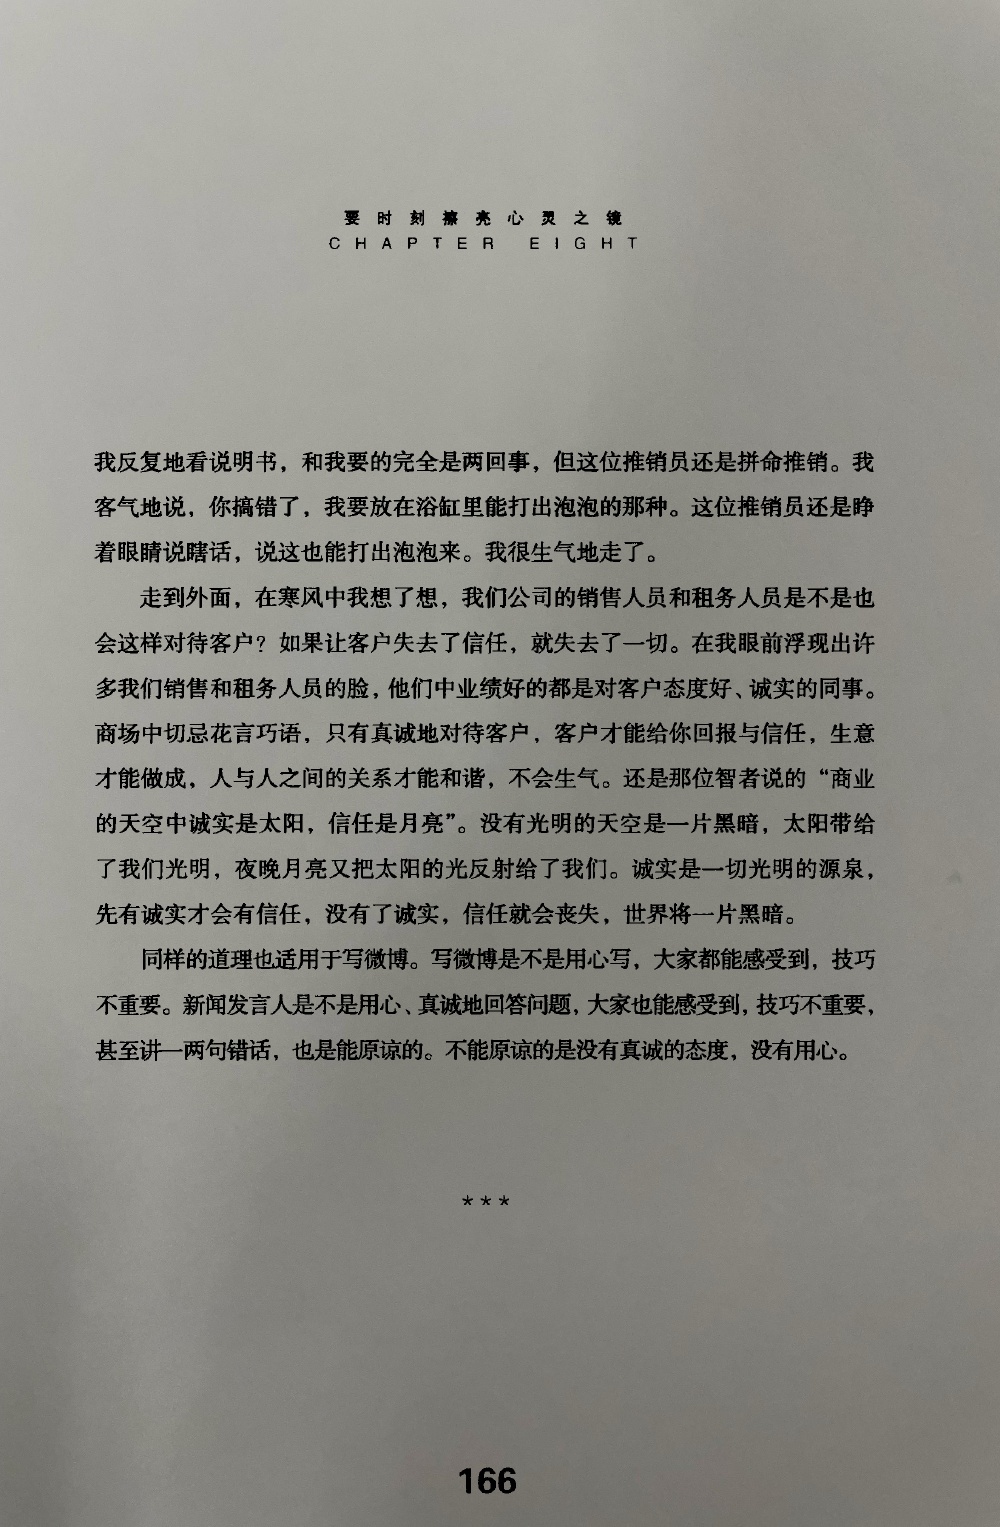 要时刻擦亮心灵之镜
CHAPTER EIGHT
我反复地看说明书，和我要的完全是两回事，但这位推销员还是拼命推销。我
客气地说，你搞错了，我要放在浴缸里能打出泡泡的那种。这位推销员还是睁
着眼睛说瞎话，说这也能打出泡泡来。我很生气地走了。
走到外面，在寒风中我想了想，我们公司的销售人员和租务人员是不是也
会这样对待客户？如果让客户失去了信任，就失去了一切。在我眼前浮现出许
多我们销售和租务人员的脸，他们中业绩好的都是对客户态度好、诚实的同事。
商场中切忌花言巧语，只有真诚地对待客户，客户才能给你回报与信任，生意
才能做成，人与人之间的关系才能和谐，不会生气。还是那位智者说的“商业
的天空中诚实是太阳，信任是月亮”。没有光明的天空是一片黑暗，太阳带给
了我们光明，夜晚月亮又把太阳的光反射给了我们。诚实是一切光明的源泉，
先有诚实才会有信任，没有了诚实，信任就会丧失，世界将一片黑暗。
同样的道理也适用于写微博。写微博是不是用心写，大家都能感受到，技巧
不重要。新闻发言人是不是用心、真诚地回答问题，大家也能感受到，技巧不重要，
甚至讲一两句错话，也是能原谅的。不能原谅的是没有真诚的态度，没有用心。
***
166